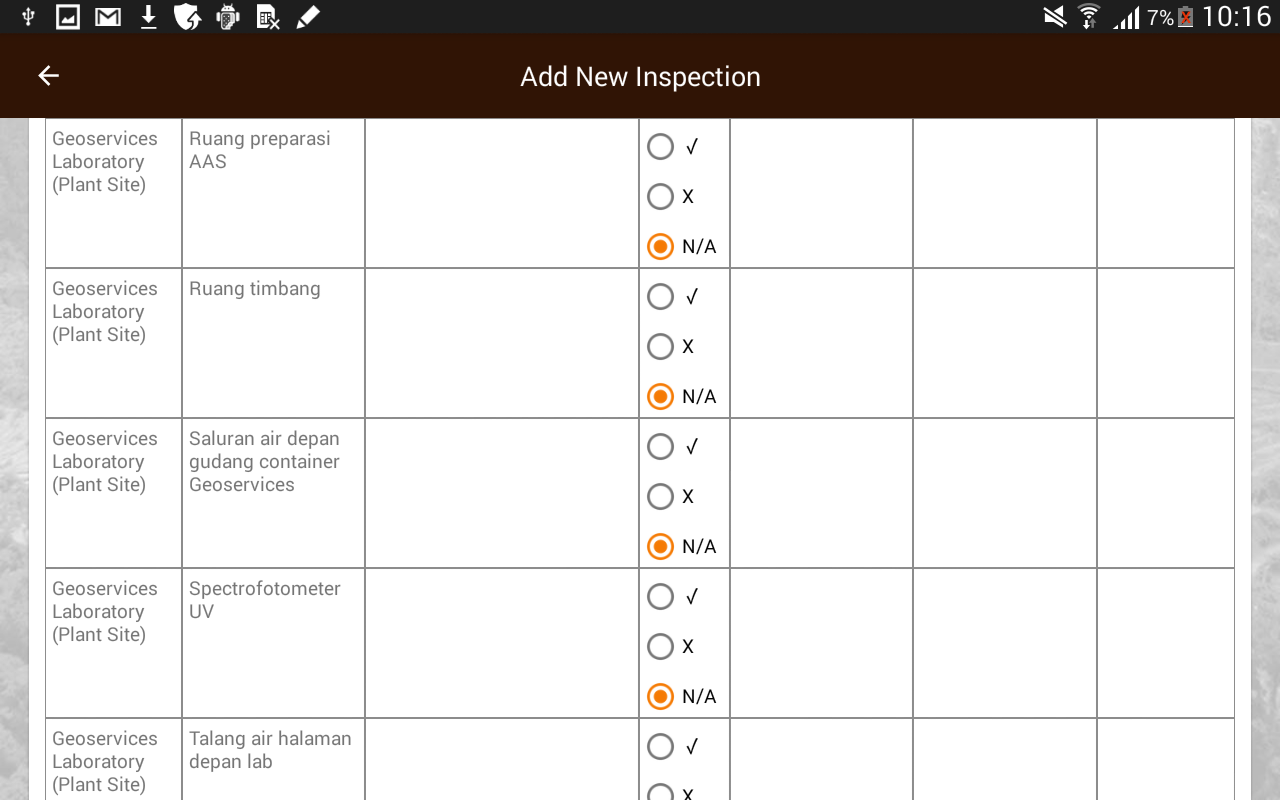 7% 10:16
Add New Inspection
Geoservices
Laboratory
(Plant Site)
Ruang preparasi
AAS
√
X
N/A
Geoservices
Laboratory
(Plant Site)
Ruang timbang
√
X
N/A
Geoservices
Laboratory
(Plant Site)
Saluran air depan
gudang container
Geoservices
√
X
N/A
Geoservices
Laboratory
(Plant Site)
Spectrofotometer
UV
√
X
N/A
Geoservices
Laboratory
(Plant Site)
Talang air halaman
depan lab
√
X